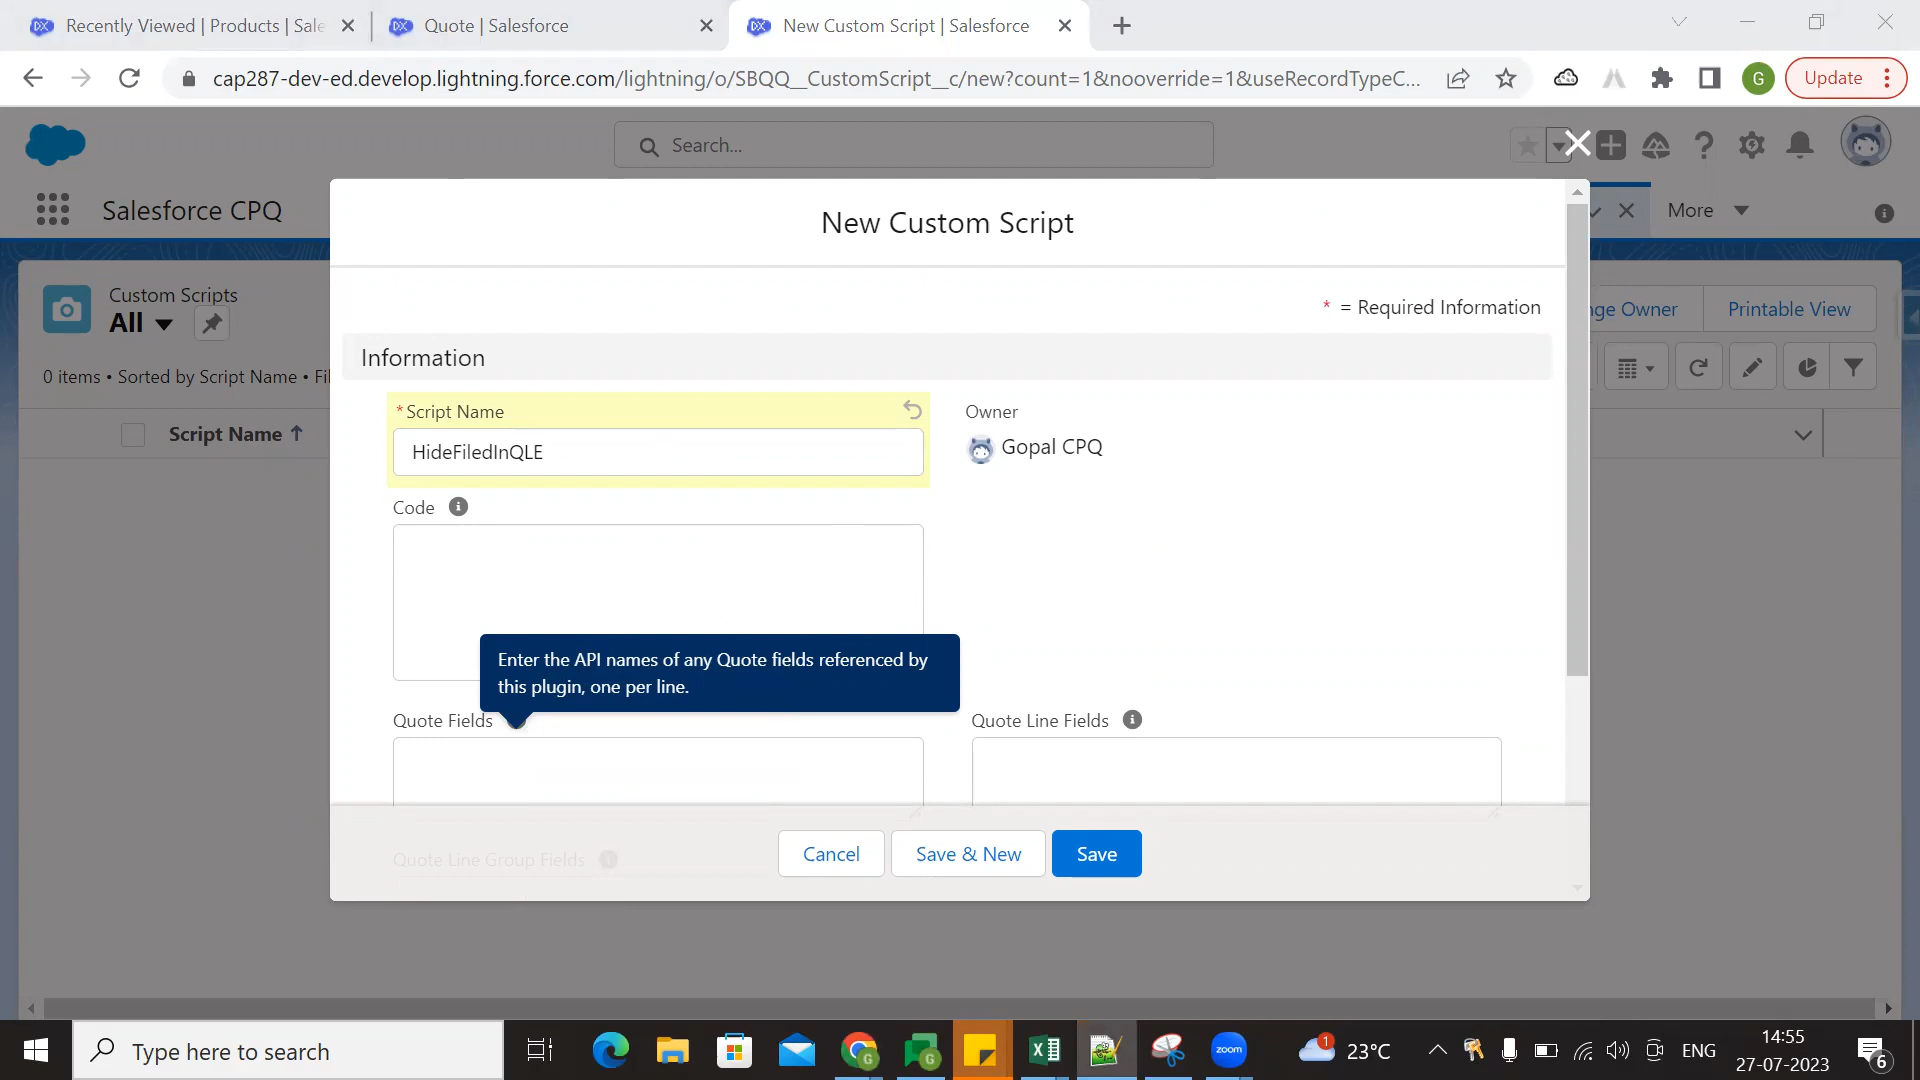 Recently Viewed | Products | Sale
Quote | Salesforce
New Custom Script | Salesforce
cap287-dev-ed.develop.lightning.force.com/lightning/o/SBQQ__CustomScript__c/new?count=1&nooverride=1&useRecordTypeC...
G
Update
Search...
Salesforce CPQ
More
New Custom Script
Custom Scripts
All
0 items • Sorted by Script Name • Fil
nge Owner
Printable View
Script Name
* = Required Information
Information
*Script Name
HideFiledInQLE
Owner
Gopal CPQ
Code
Enter the API names of any Quote fields referenced by
this plugin, one per line.
Quote Fields
Quote Line Fields
Quote Line Group Fields
Cancel
Save & New
Save
Type here to search
G
G
zoom
1
23°C
ENG
14:55
27-07-2023
6